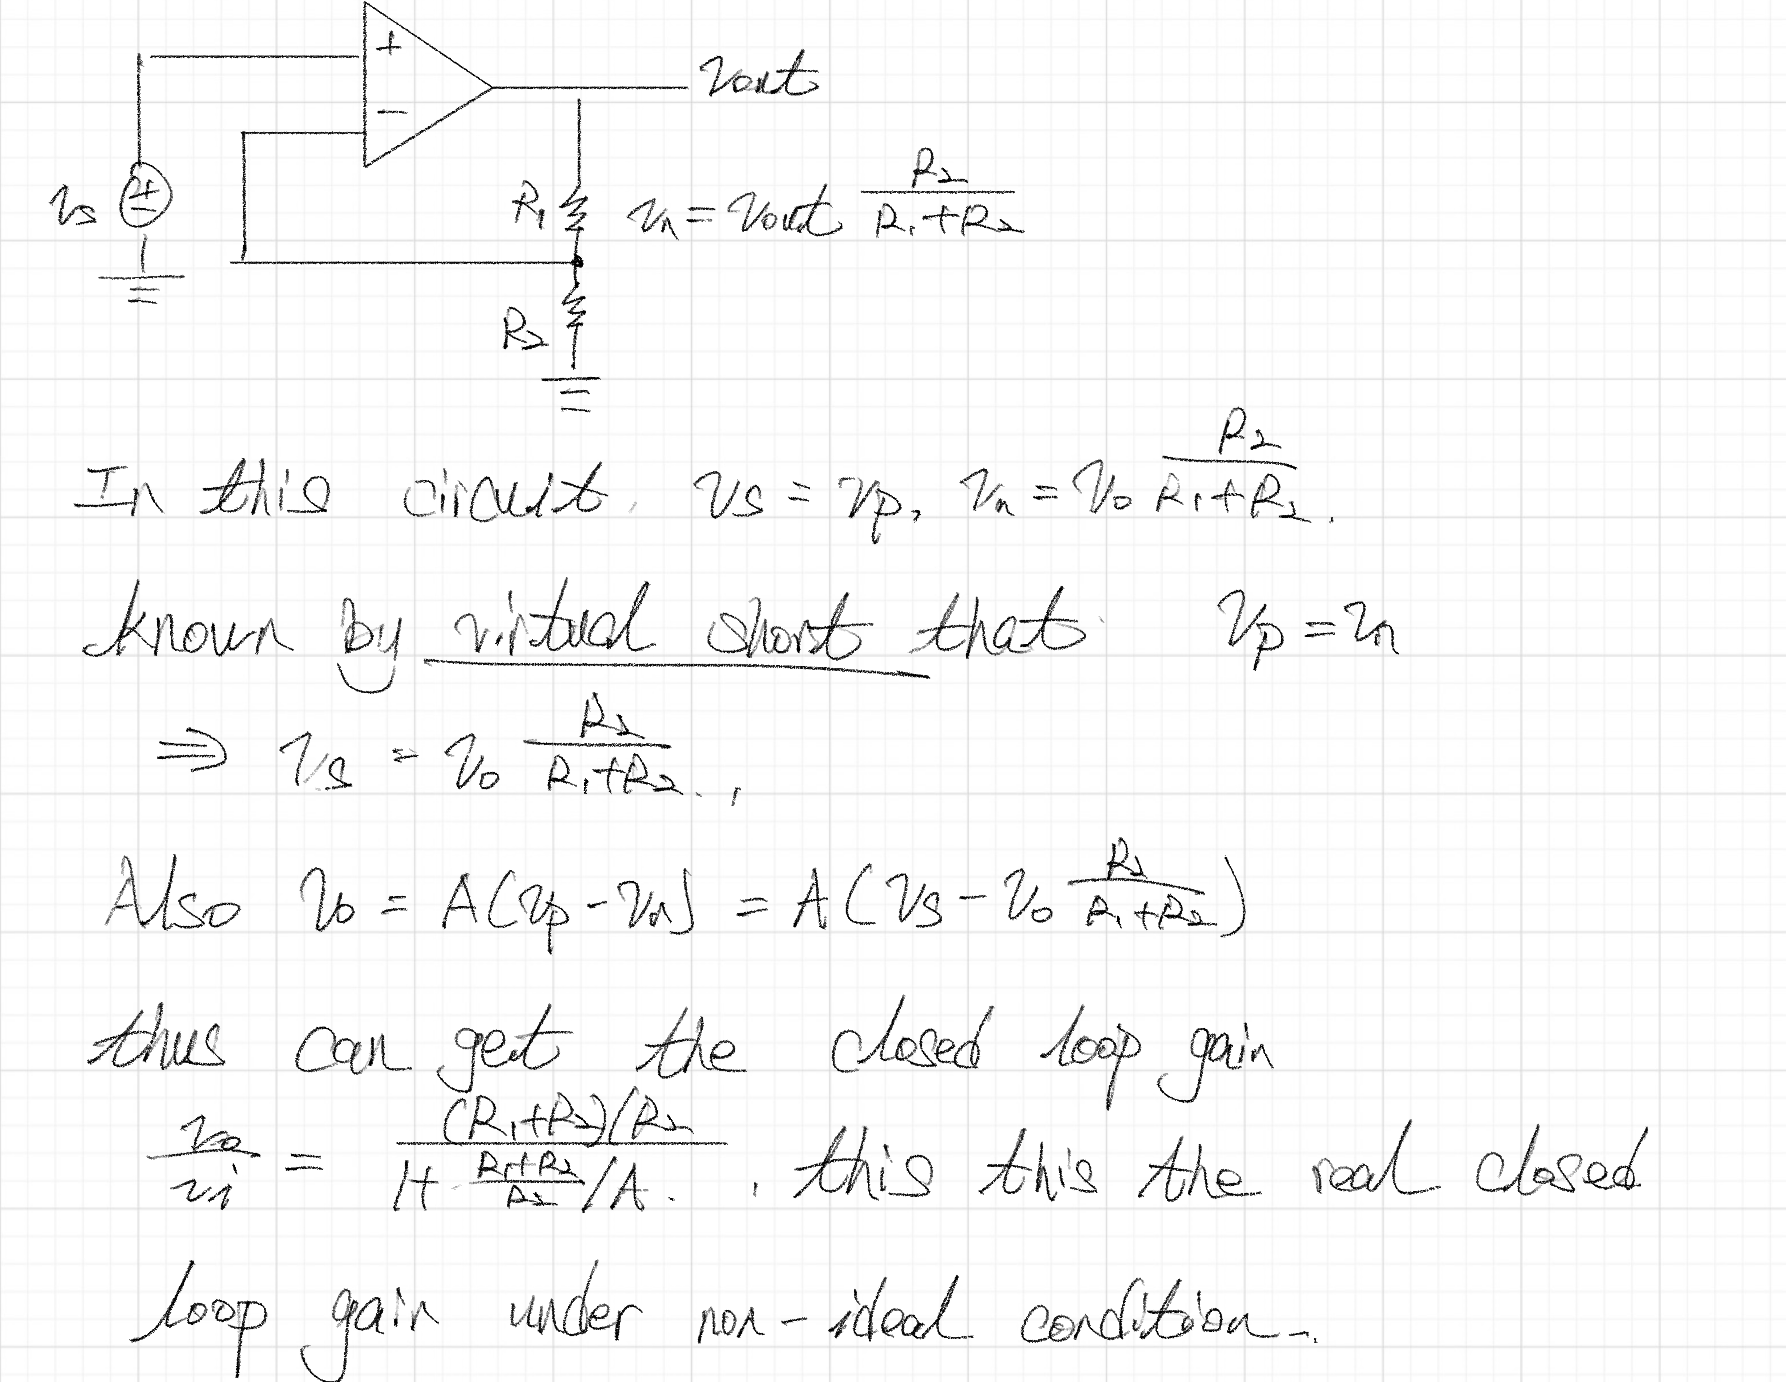 +
vout
−
vs
+
−
R1
vn = vout R2 / R1+R2
R2
In this circuit. vs = vp, vn = vo R2 / R1+R2.
known by virtual short that vp = vn
⇒ vs = vo R2 / R1+R2.,
Also vo = A(vp - vn) = A(vs - vo R2 / R1+R2)
thus can get the closed loop gain
vo / vi = (R1+R2)/R2 / 1+ R1+R2 / R2 /A. , this this the real closed
loop gain under non-ideal condition.